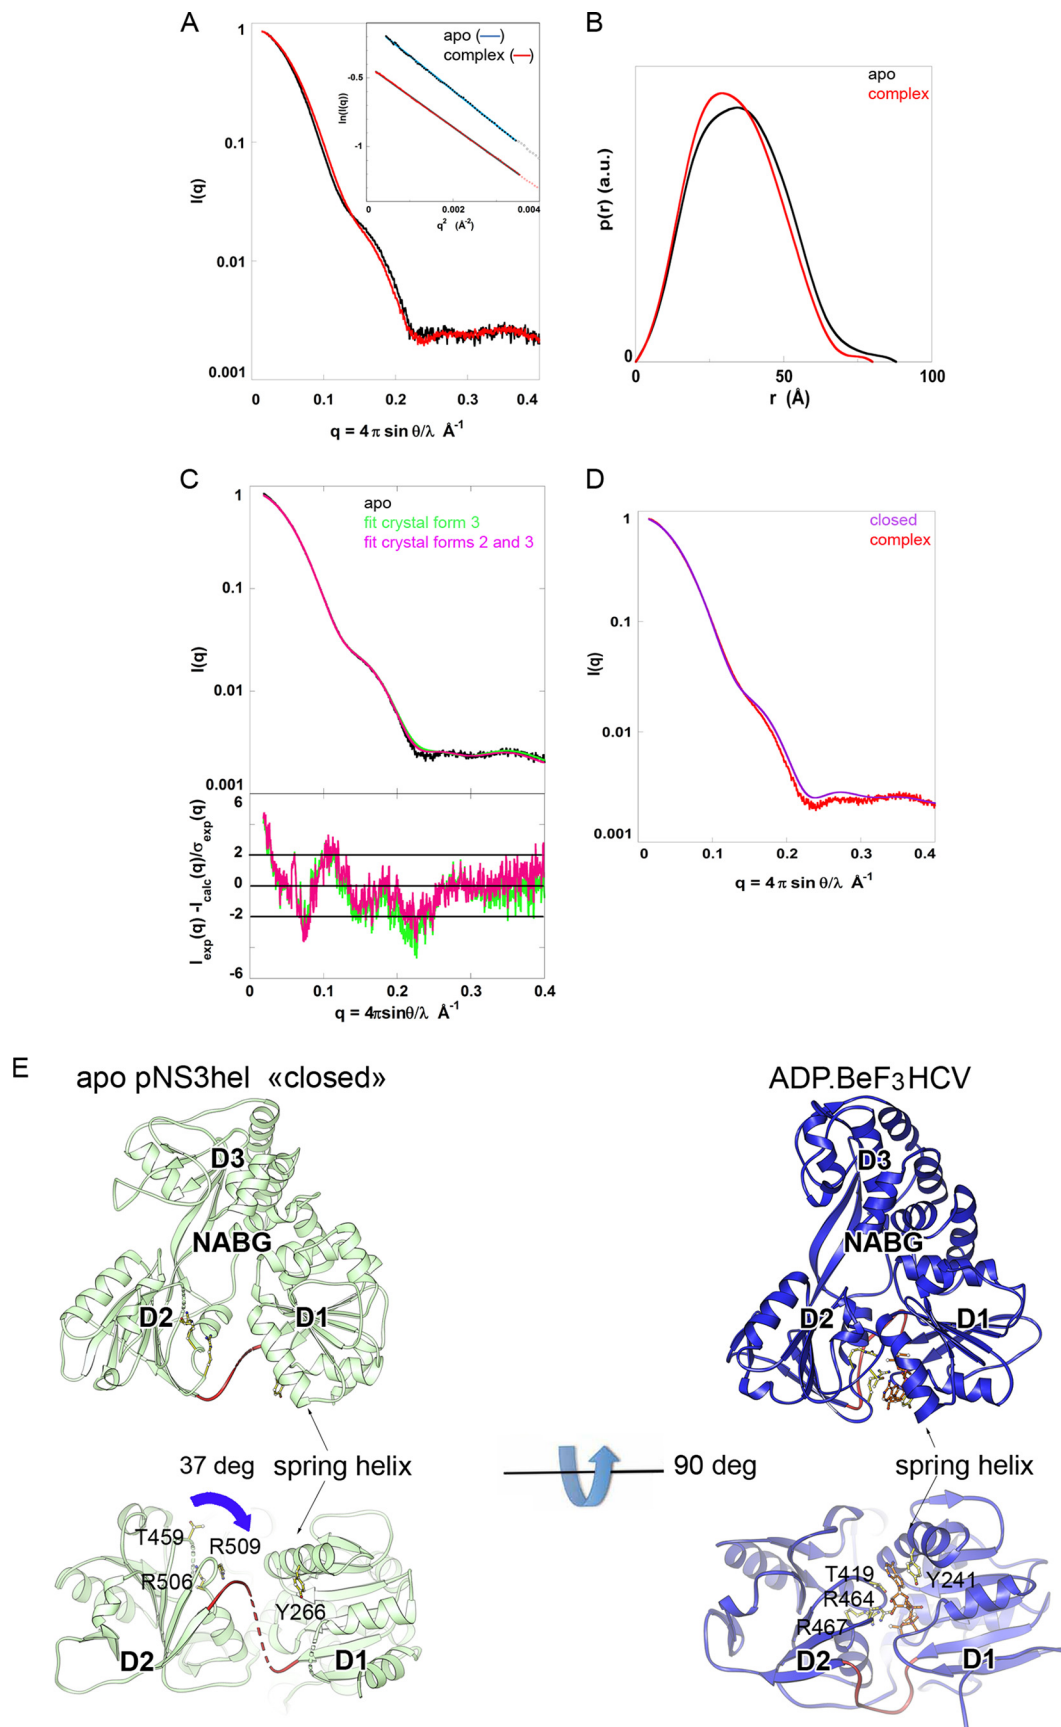 A
1
0.1
0.01
0.001
I(q)
0
0.1
0.2
0.3
0.4
q = 4 π sin θ/λ Å-1
apo (—)
complex (—)
ln(I(q))
-0.5
-1
0
0.002
0.004
q2 (Å-2)
B
apo
complex
p(r) (a.u.)
0
0
50
100
r (Å)
C
apo
fit crystal form 3
fit crystal forms 2 and 3
1
0.1
0.01
0.001
I(q)
6
2
0
-2
-6
Iexp(q) -Icalc(q)/σexp(q)
0
0.1
0.2
0.3
0.4
q = 4πsinθ/λ Å-1
D
closed
complex
1
0.1
0.01
0.001
I(q)
0
0.1
0.2
0.3
0.4
q = 4 π sin θ/λ Å-1
E
apo pNS3hel «closed»
ADP.BeF3HCV
D3
NABG
D2
D1
D3
NABG
D2
D1
37 deg
spring helix
90 deg
spring helix
T459
R509
R506
Y266
D2
D1
T419
Y241
R464
R467
D2
D1